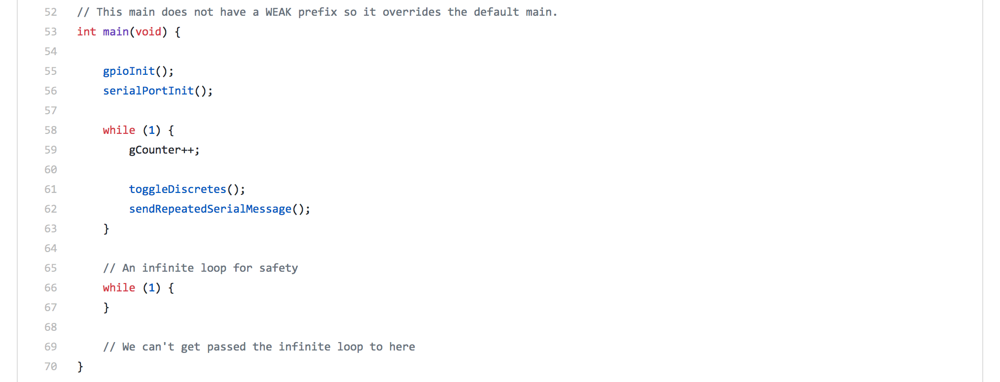 52 // This main does not have a WEAK prefix so it overrides the default main.
53 int main(void) {
54
55 gpioInit();
56 serialPortInit();
57
58 while (1) {
59 gCounter++;
60
61 toggleDiscretes();
62 sendRepeatedSerialMessage();
63 }
64
65 // An infinite loop for safety
66 while (1) {
67 }
68
69 // We can't get passed the infinite loop to here
70 }